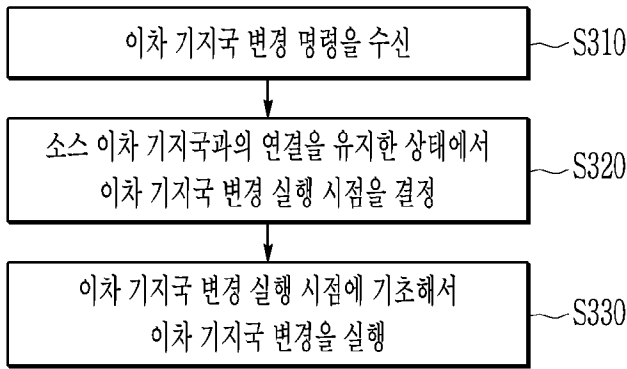 이차 기지국 변경 명령을 수신
S310
소스 이차 기지국과의 연결을 유지한 상태에서
이차 기지국 변경 실행 시점을 결정
S320
이차 기지국 변경 실행 시점에 기초해서
이차 기지국 변경을 실행
S330